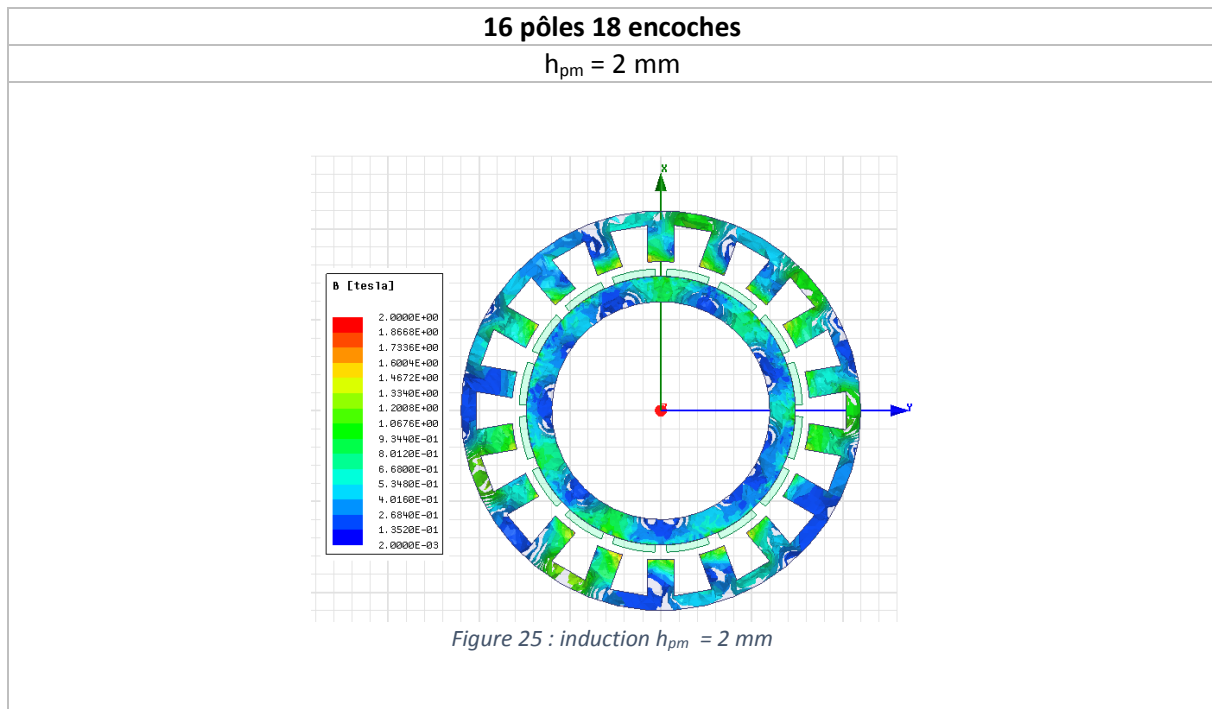 16 pôles 18 encoches
hpm = 2 mm
X
B [tesla]
2.0000E+00
1.8668E+00
1.7336E+00
1.6004E+00
1.4672E+00
1.3340E+00
1.2008E+00
1.0676E+00
9.3440E-01
8.0120E-01
6.6800E-01
5.3480E-01
4.0160E-01
2.6840E-01
1.3520E-01
2.0000E-03
Y
Figure 25 : induction hpm = 2 mm